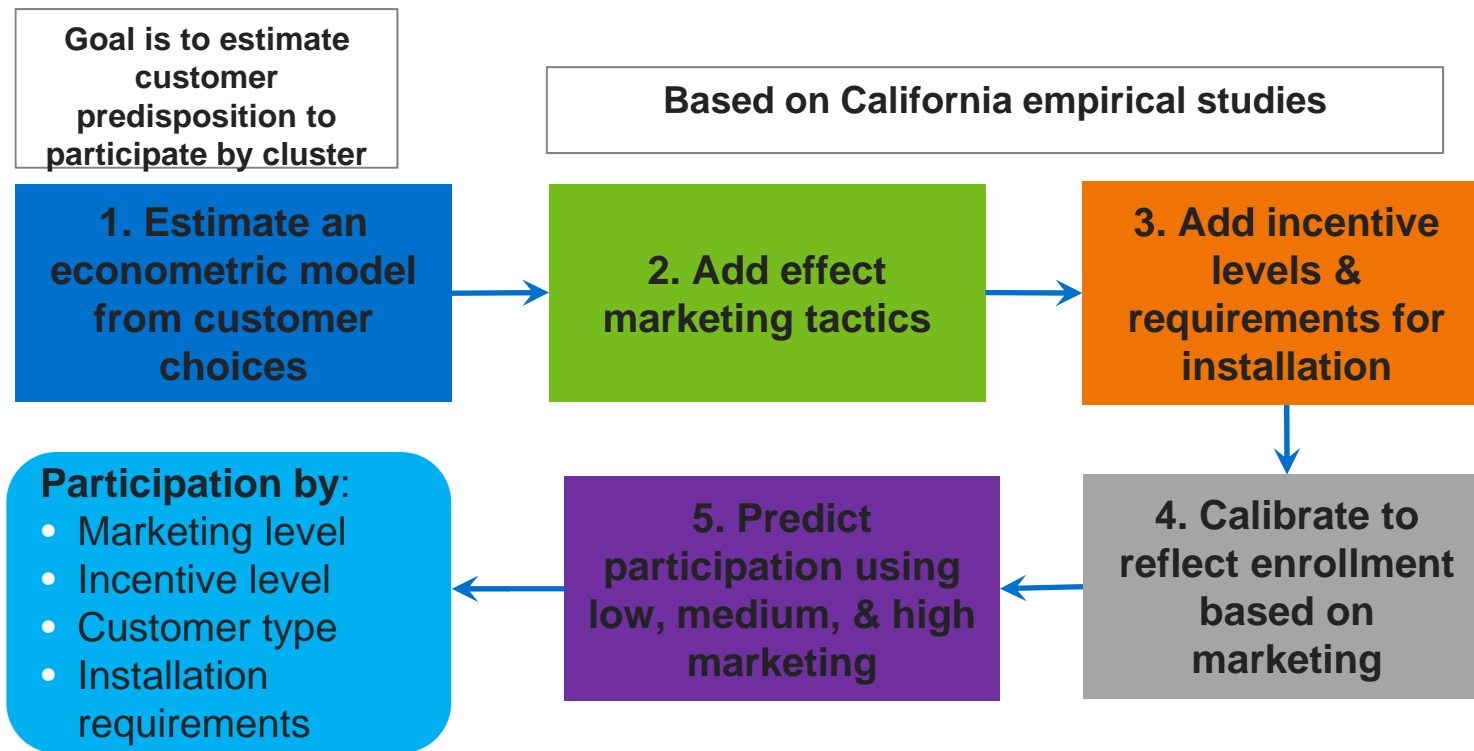 Goal is to estimate
customer
predisposition to
participate by cluster
Based on California empirical studies
1. Estimate an
econometric model
from customer
choices
2. Add effect
marketing tactics
3. Add incentive
levels &
requirements for
installation
4. Calibrate to
reflect enrollment
based on
marketing
5. Predict
participation using
low, medium, & high
marketing
Participation by:
• Marketing level
• Incentive level
• Customer type
• Installation
requirements